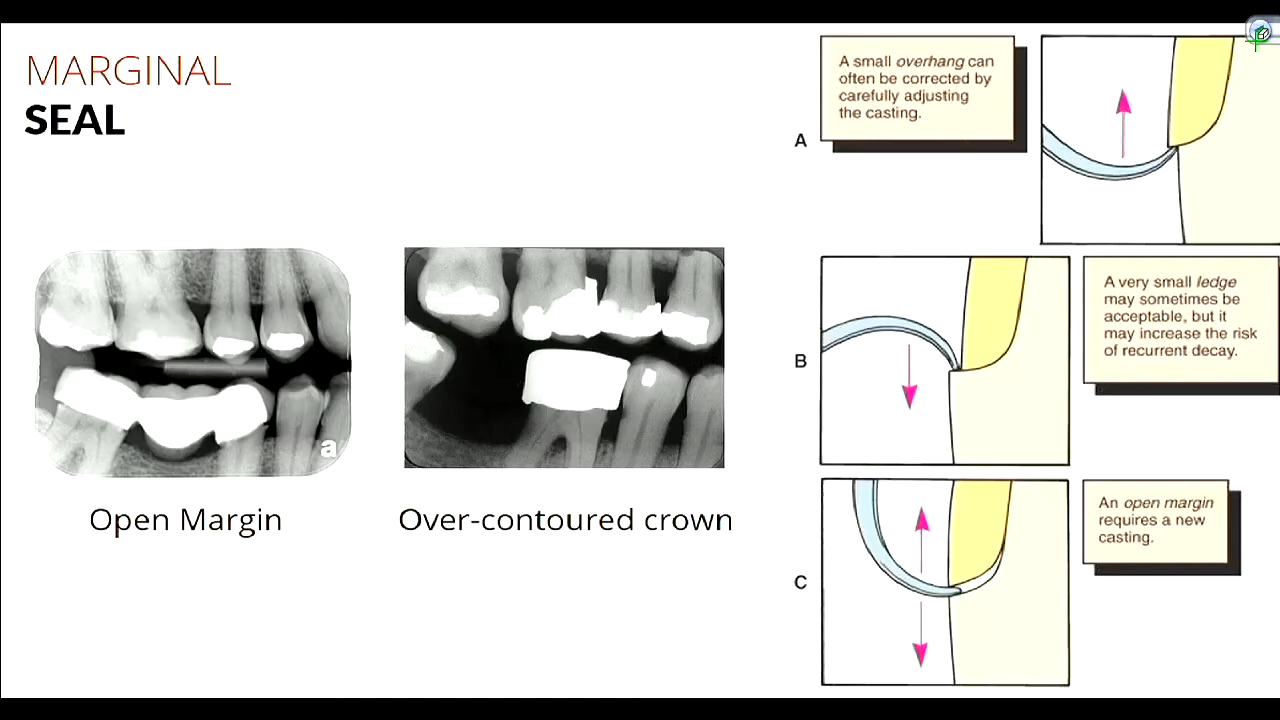 MARGINAL
SEAL
a
Open Margin
Over-contoured crown
A
A small overhang can
often be corrected by
carefully adjusting
the casting.
B
A very small ledge
may sometimes be
acceptable, but it
may increase the risk
of recurrent decay.
C
An open margin
requires a new
casting.